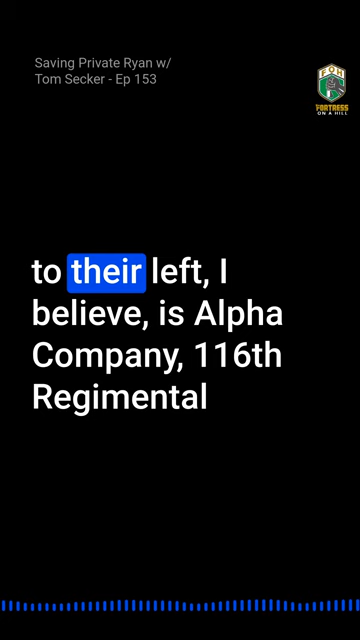 Saving Private Ryan w/
Tom Secker - Ep 153
FOH
FORTRESS
ON A HILL
to their left, I
believe, is Alpha
Company, 116th
Regimental